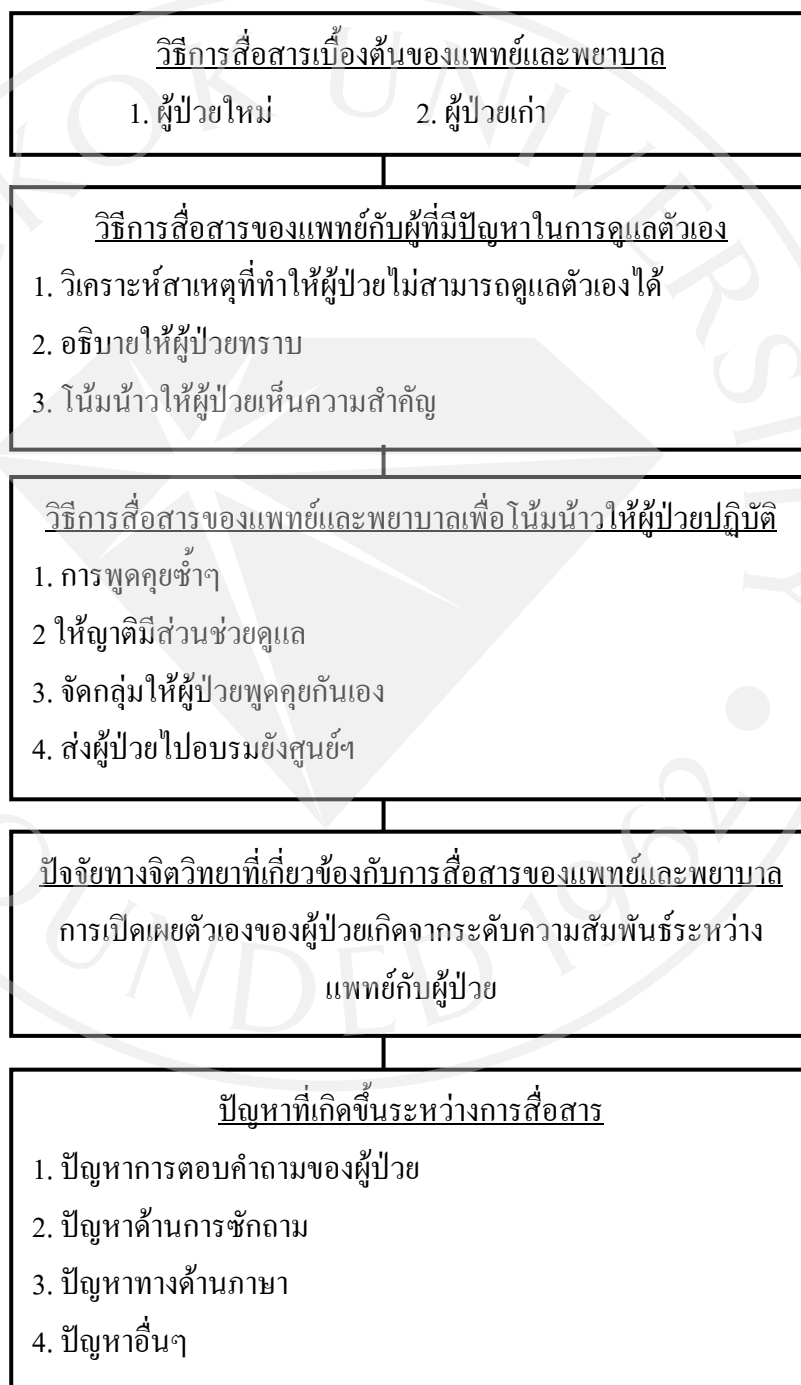 วิธีการสื่อสารเบื้องต้นของแพทย์และพยาบาล
1. ผู้ป่วยใหม่ 2. ผู้ป่วยเก่า
วิธีการสื่อสารของแพทย์กับผู้ที่มีปัญหาในการดูแลตัวเอง
1. วิเคราะห์สาเหตุที่ทำให้ผู้ป่วยไม่สามารถดูแลตัวเองได้
2. อธิบายให้ผู้ป่วยทราบ
3. โน้มน้าวให้ผู้ป่วยเห็นความสำคัญ
วิธีการสื่อสารของแพทย์และพยาบาลเพื่อโน้มน้าวให้ผู้ป่วยปฏิบัติ
1. การพูดคุยซ้ำๆ
2 ให้ญาติมีส่วนช่วยดูแล
3. จัดกลุ่มให้ผู้ป่วยพูดคุยกันเอง
4. ส่งผู้ป่วยไปอบรมยังศูนย์ฯ
ปัจจัยทางจิตวิทยาที่เกี่ยวข้องกับการสื่อสารของแพทย์และพยาบาล
การเปิดเผยตัวเองของผู้ป่วยเกิดจากระดับความสัมพันธ์ระหว่าง
แพทย์กับผู้ป่วย
ปัญหาที่เกิดขึ้นระหว่างการสื่อสาร
1. ปัญหาการตอบคำถามของผู้ป่วย
2. ปัญหาด้านการซักถาม
3. ปัญหาทางด้านภาษา
4. ปัญหาอื่นๆ